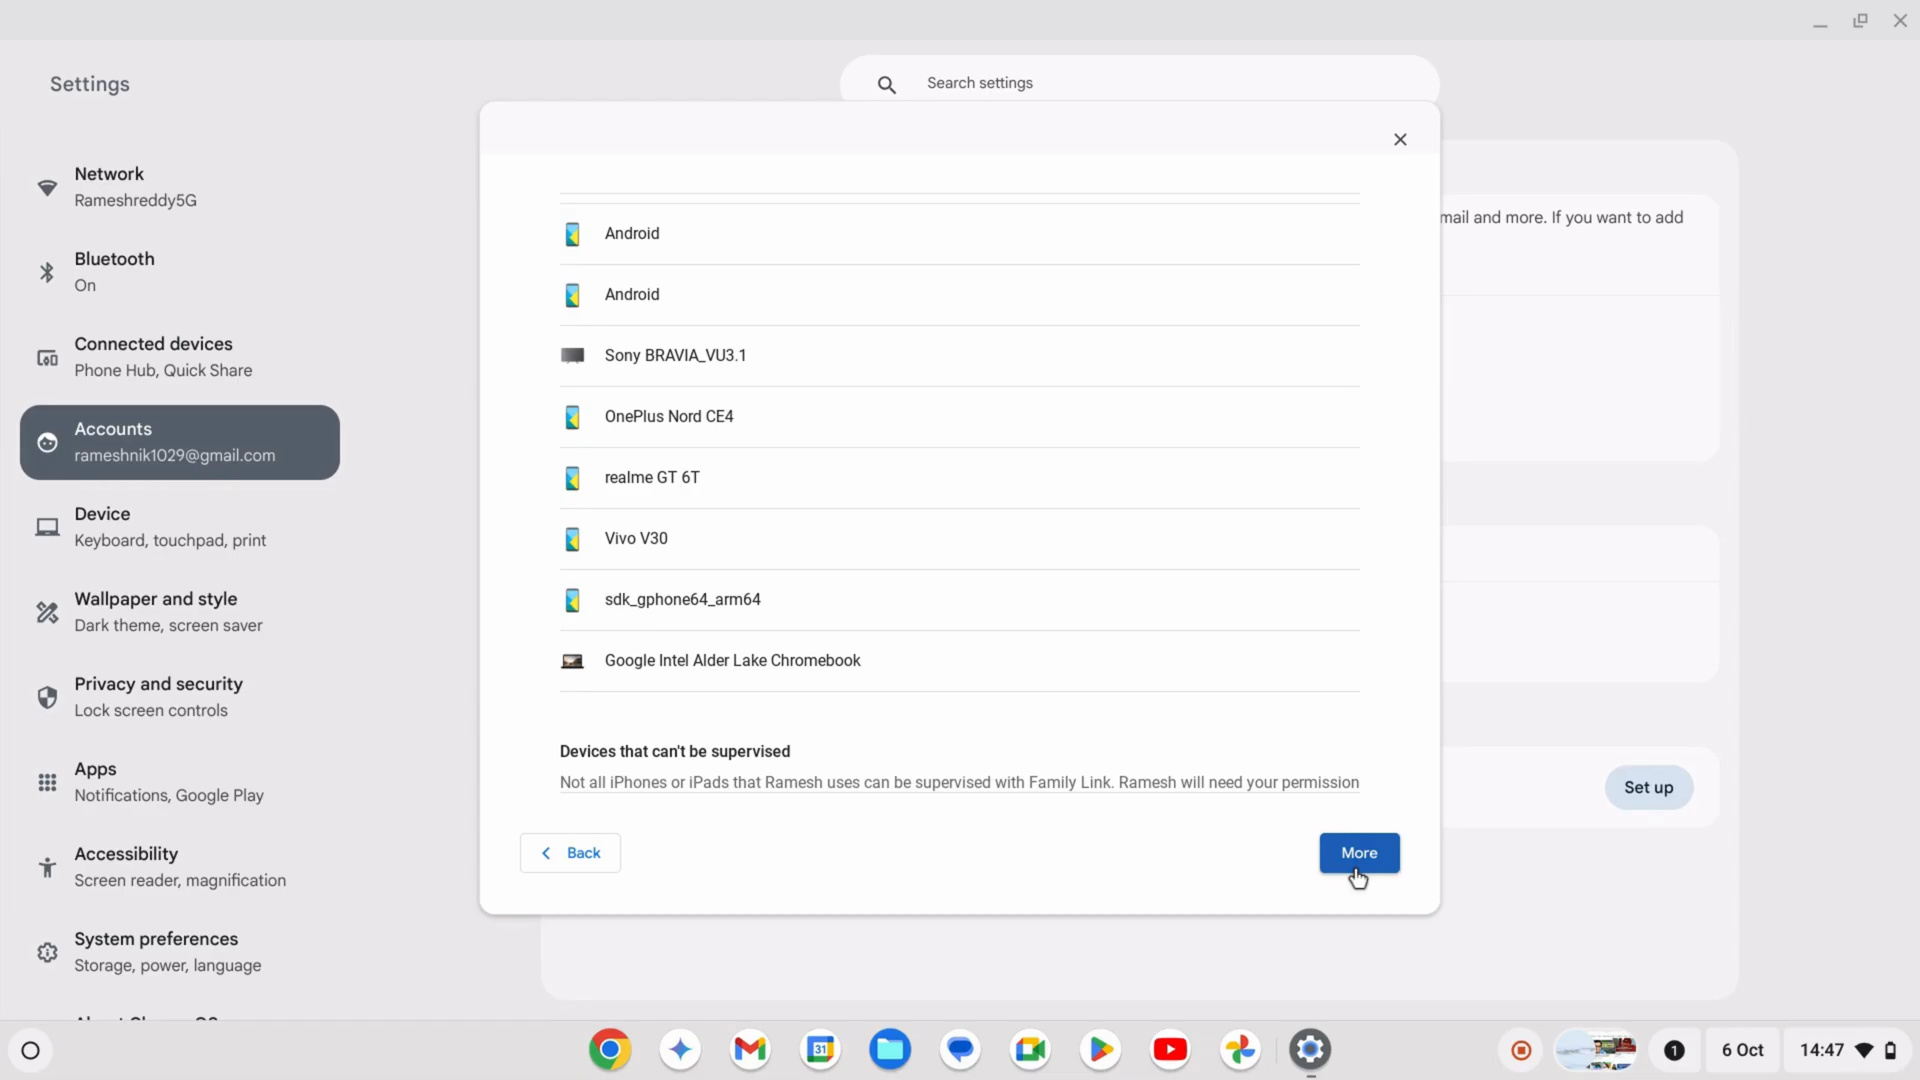 Settings
Search settings
Network
Rameshreddy5G
Bluetooth
On
Connected devices
Phone Hub, Quick Share
Accounts
rameshnik1029@gmail.com
Device
Keyboard, touchpad, print
Wallpaper and style
Dark theme, screen saver
Privacy and security
Lock screen controls
Apps
Notifications, Google Play
Accessibility
Screen reader, magnification
System preferences
Storage, power, language
Android
Android
Sony BRAVIA_VU3.1
OnePlus Nord CE4
realme GT 6T
Vivo V30
sdk_gphone64_arm64
Google Intel Alder Lake Chromebook
Devices that can't be supervised
Not all iPhones or iPads that Ramesh uses can be supervised with Family Link. Ramesh will need your permission
Back
More
mail and more. If you want to add
Set up
31
1
6 Oct
14:47